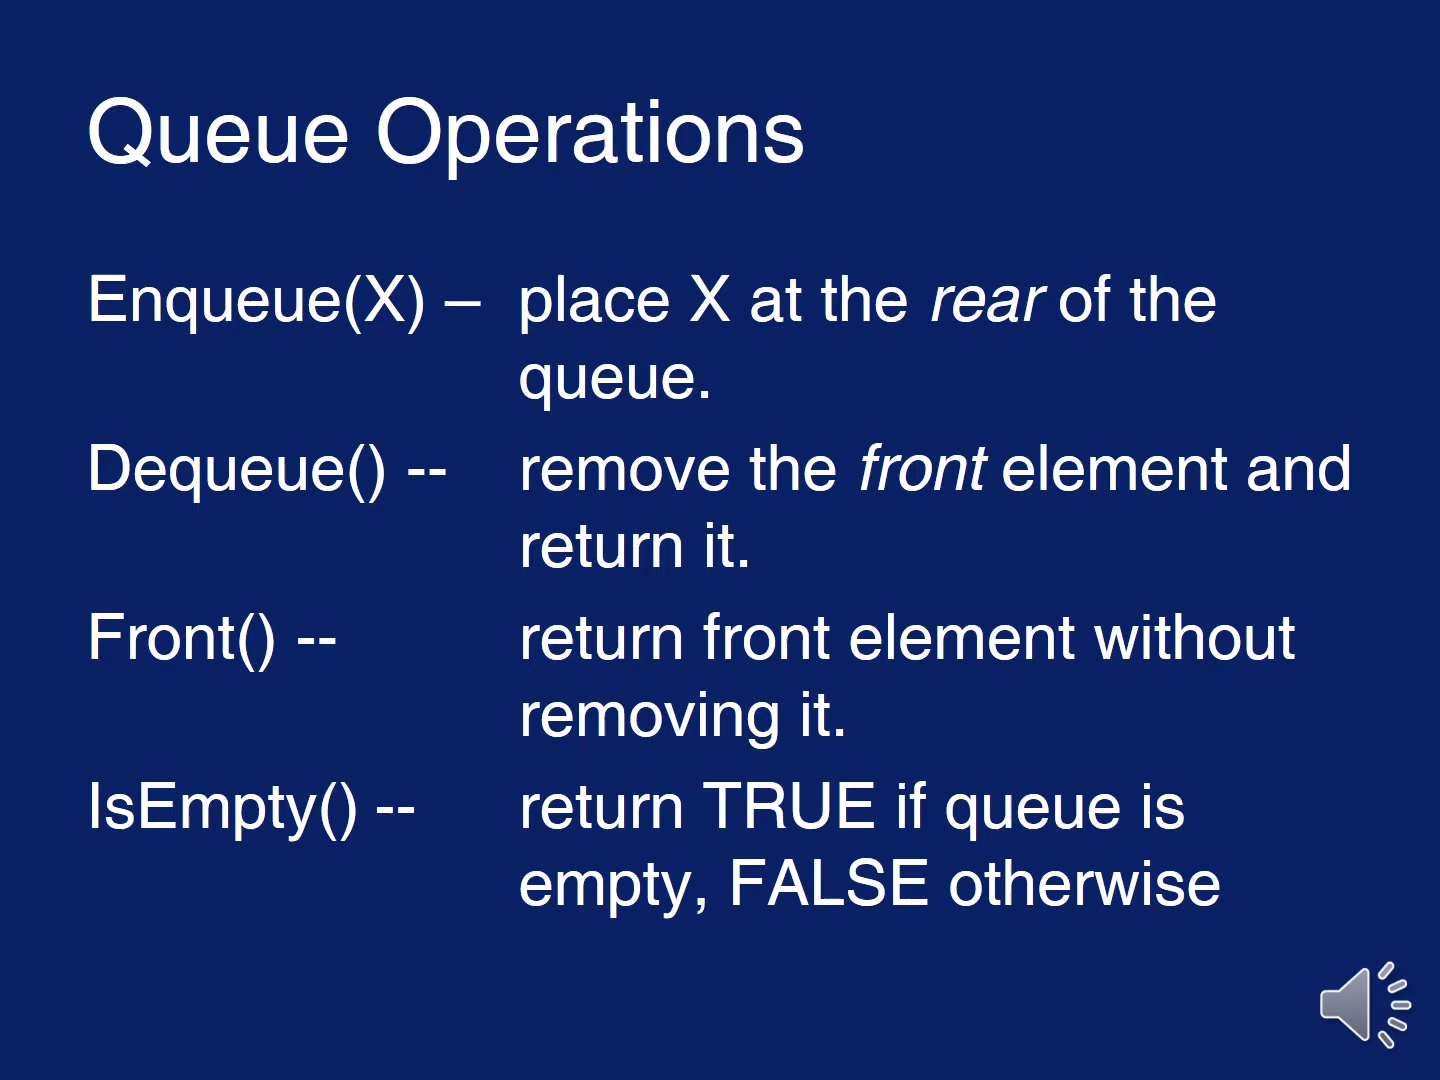 Queue Operations
Enqueue(X) – place X at the rear of the
queue.
Dequeue() -- remove the front element and
return it.
Front() -- return front element without
removing it.
IsEmpty() -- return TRUE if queue is
empty, FALSE otherwise